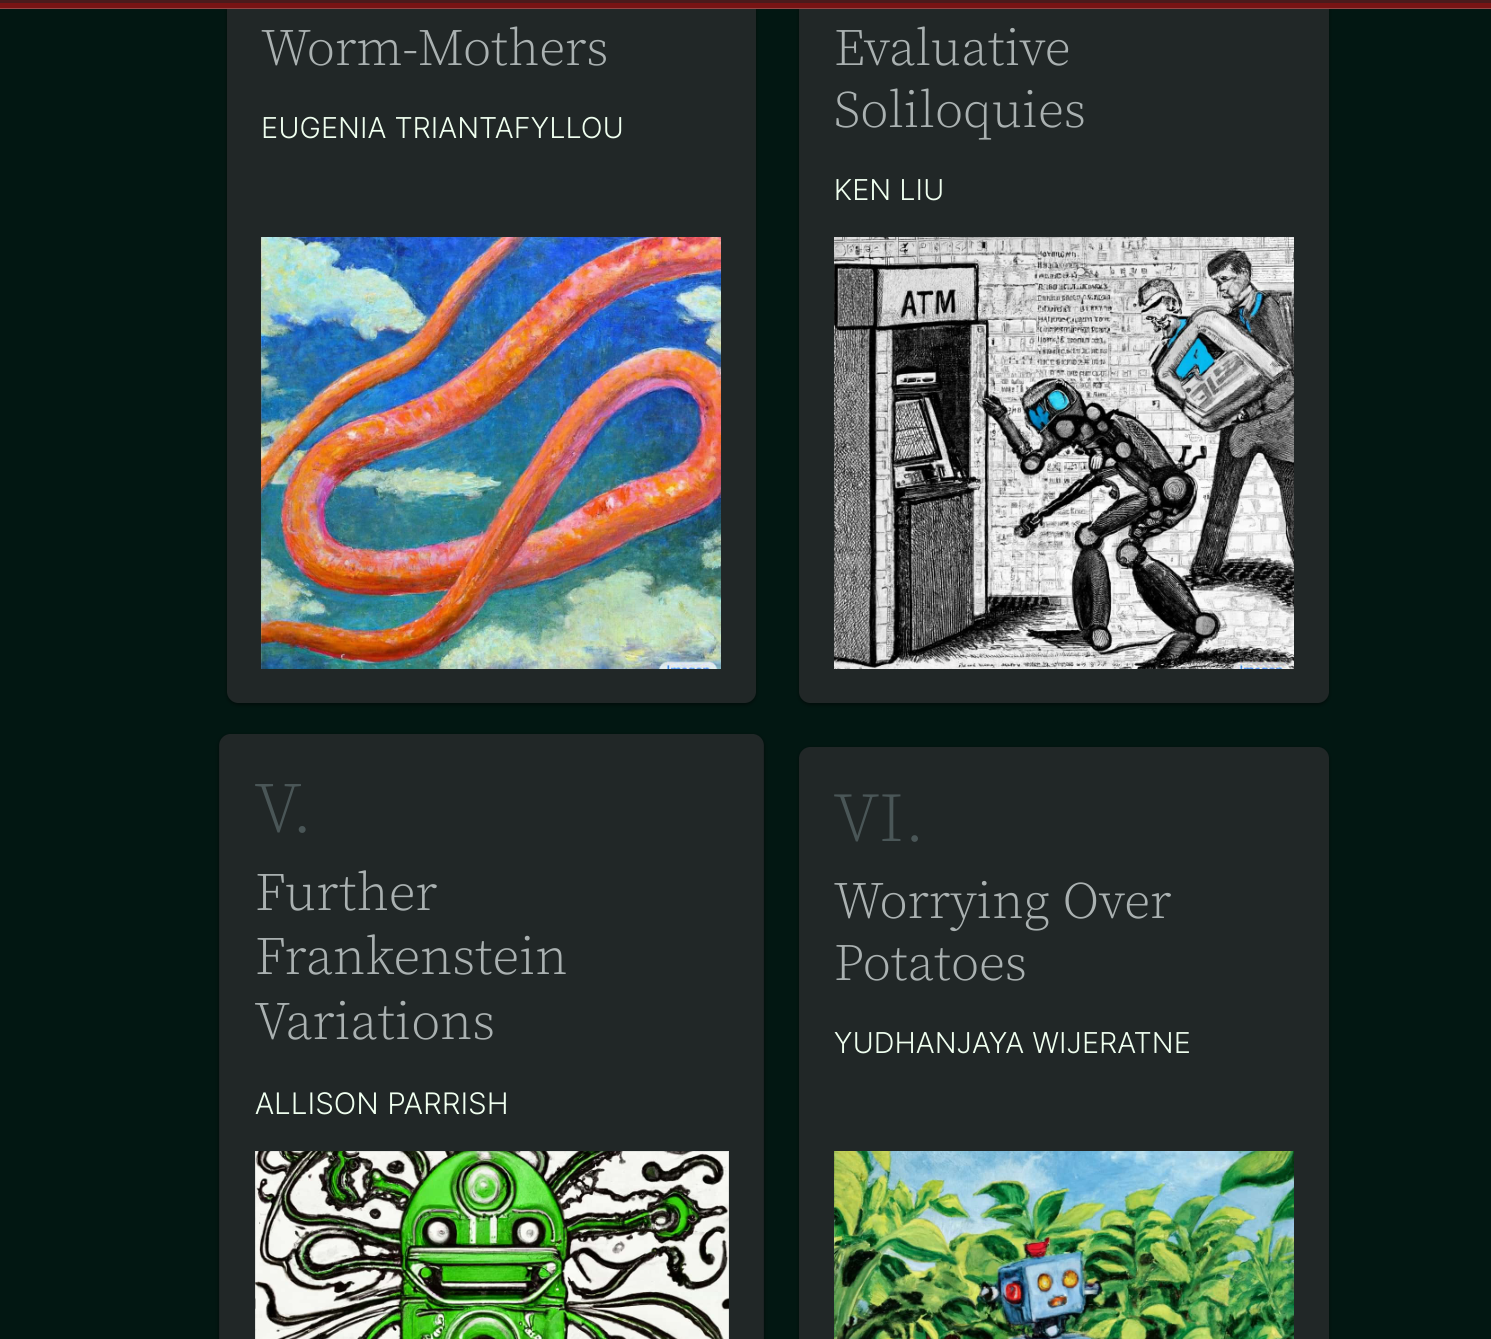 Worm-Mothers
EUGENIA TRIANTAFYLLOU
Evaluative
Soliloquies
KEN LIU
ATM
V.
Further
Frankenstein
Variations
ALLISON PARRISH
VI.
Worrying Over
Potatoes
YUDHANJAYA WIJERATNE